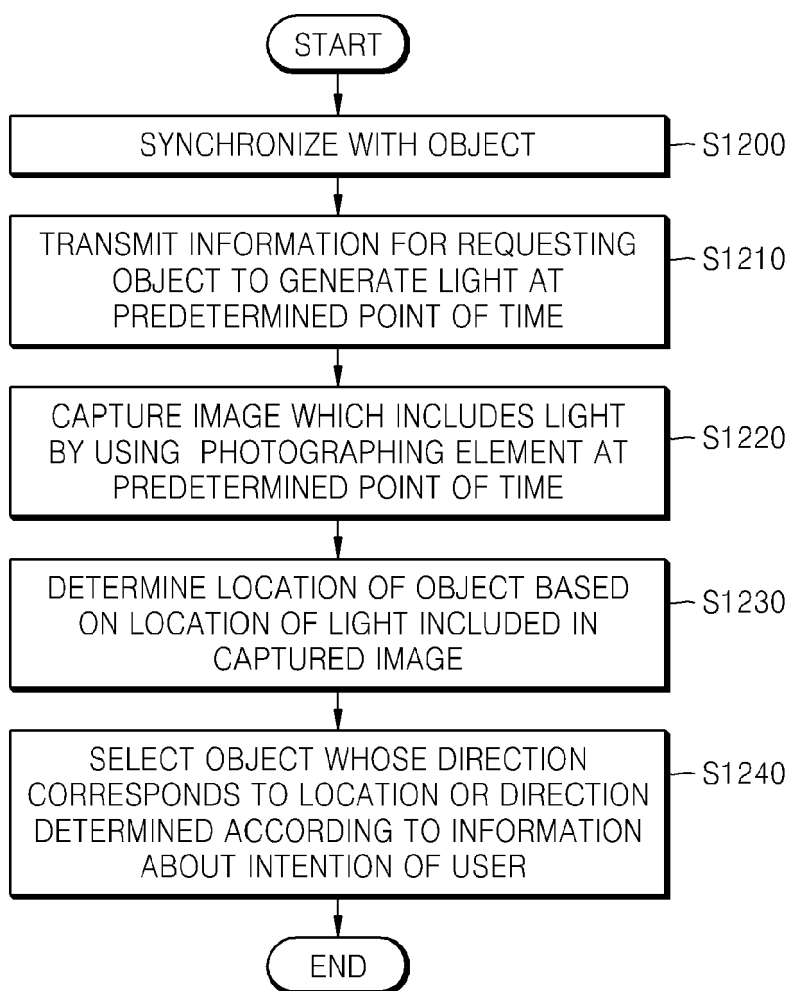 START
SYNCHRONIZE WITH OBJECT
S1200
TRANSMIT INFORMATION FOR REQUESTING
OBJECT TO GENERATE LIGHT AT
PREDETERMINED POINT OF TIME
S1210
CAPTURE IMAGE WHICH INCLUDES LIGHT
BY USING PHOTOGRAPHING ELEMENT AT
PREDETERMINED POINT OF TIME
S1220
DETERMINE LOCATION OF OBJECT BASED
ON LOCATION OF LIGHT INCLUDED IN
CAPTURED IMAGE
S1230
SELECT OBJECT WHOSE DIRECTION
CORRESPONDS TO LOCATION OR DIRECTION
DETERMINED ACCORDING TO INFORMATION
ABOUT INTENTION OF USER
S1240
END